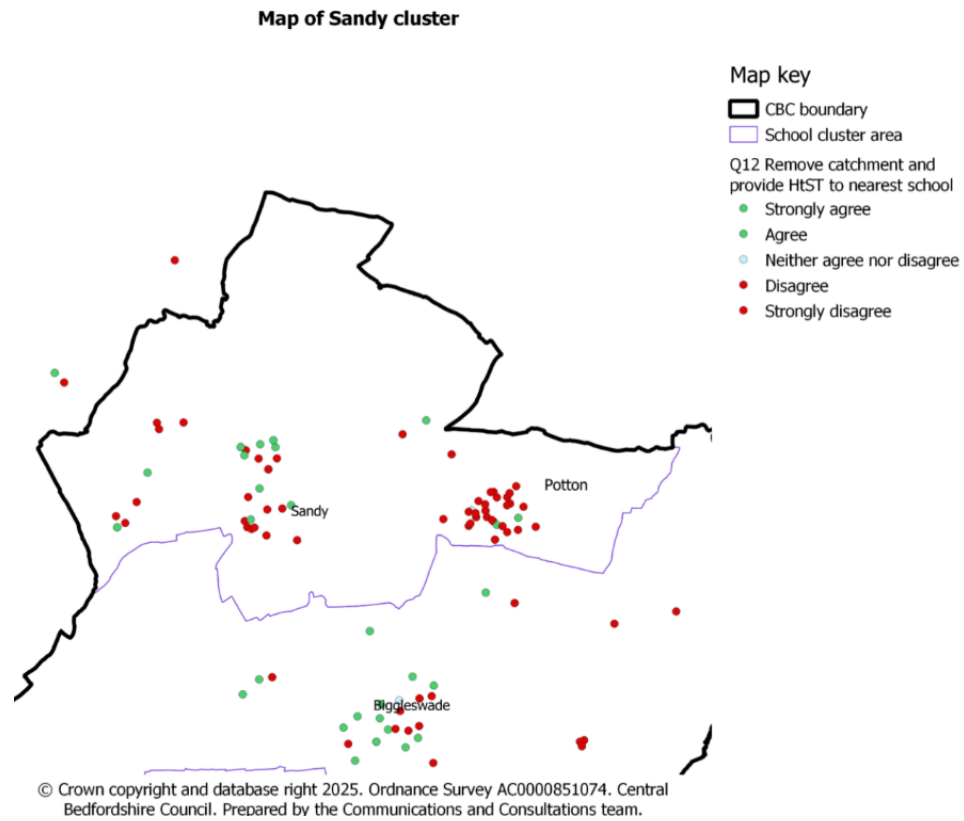 Map of Sandy cluster
Map key
CBC boundary
School cluster area
Q12 Remove catchment and
provide HtST to nearest school
Strongly agree
Agree
Neither agree nor disagree
Disagree
Strongly disagree
Potton
Sandy
Biggleswade
© Crown copyright and database right 2025. Ordnance Survey AC0000851074. Central
Bedfordshire Council. Prepared by the Communications and Consultations team.